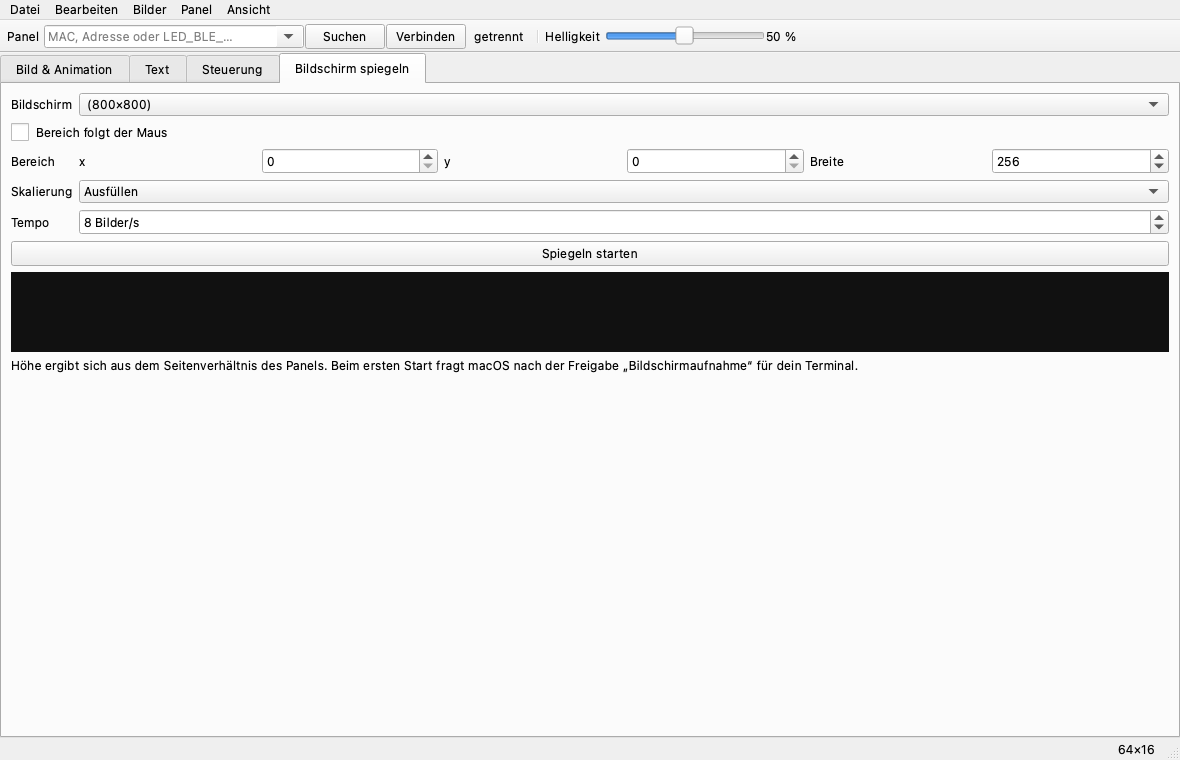 Datei Bearbeiten Bilder Panel Ansicht
Panel MAC, Adresse oder LED_BLE_... Suchen Verbinden getrennt Helligkeit 50 %
Bild & Animation Text Steuerung Bildschirm spiegeln
Bildschirm (800×800)
Bereich folgt der Maus
Bereich x 0 y 0 Breite 256
Skalierung Ausfüllen
Tempo 8 Bilder/s
Spiegeln starten
Höhe ergibt sich aus dem Seitenverhältnis des Panels. Beim ersten Start fragt macOS nach der Freigabe „Bildschirmaufnahme“ für dein Terminal.
64×16